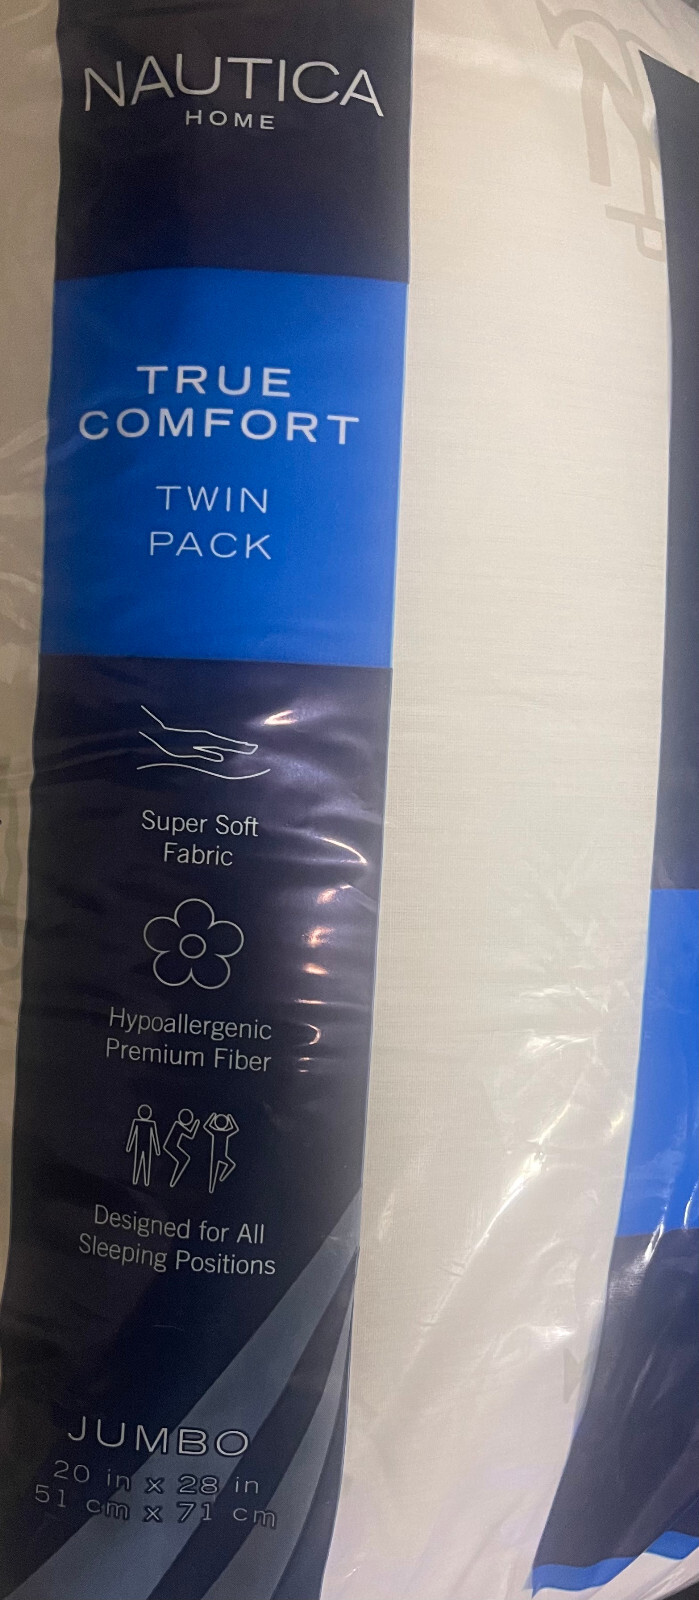 NAUTICA
HOME
TRUE
COMFORT
TWIN
PACK
Super Soft
Fabric
Hypoallergenic
Premium Fiber
Designed for All
Sleeping Positions
JUMBO
20 in x 28 in
51 cm x 71 cm